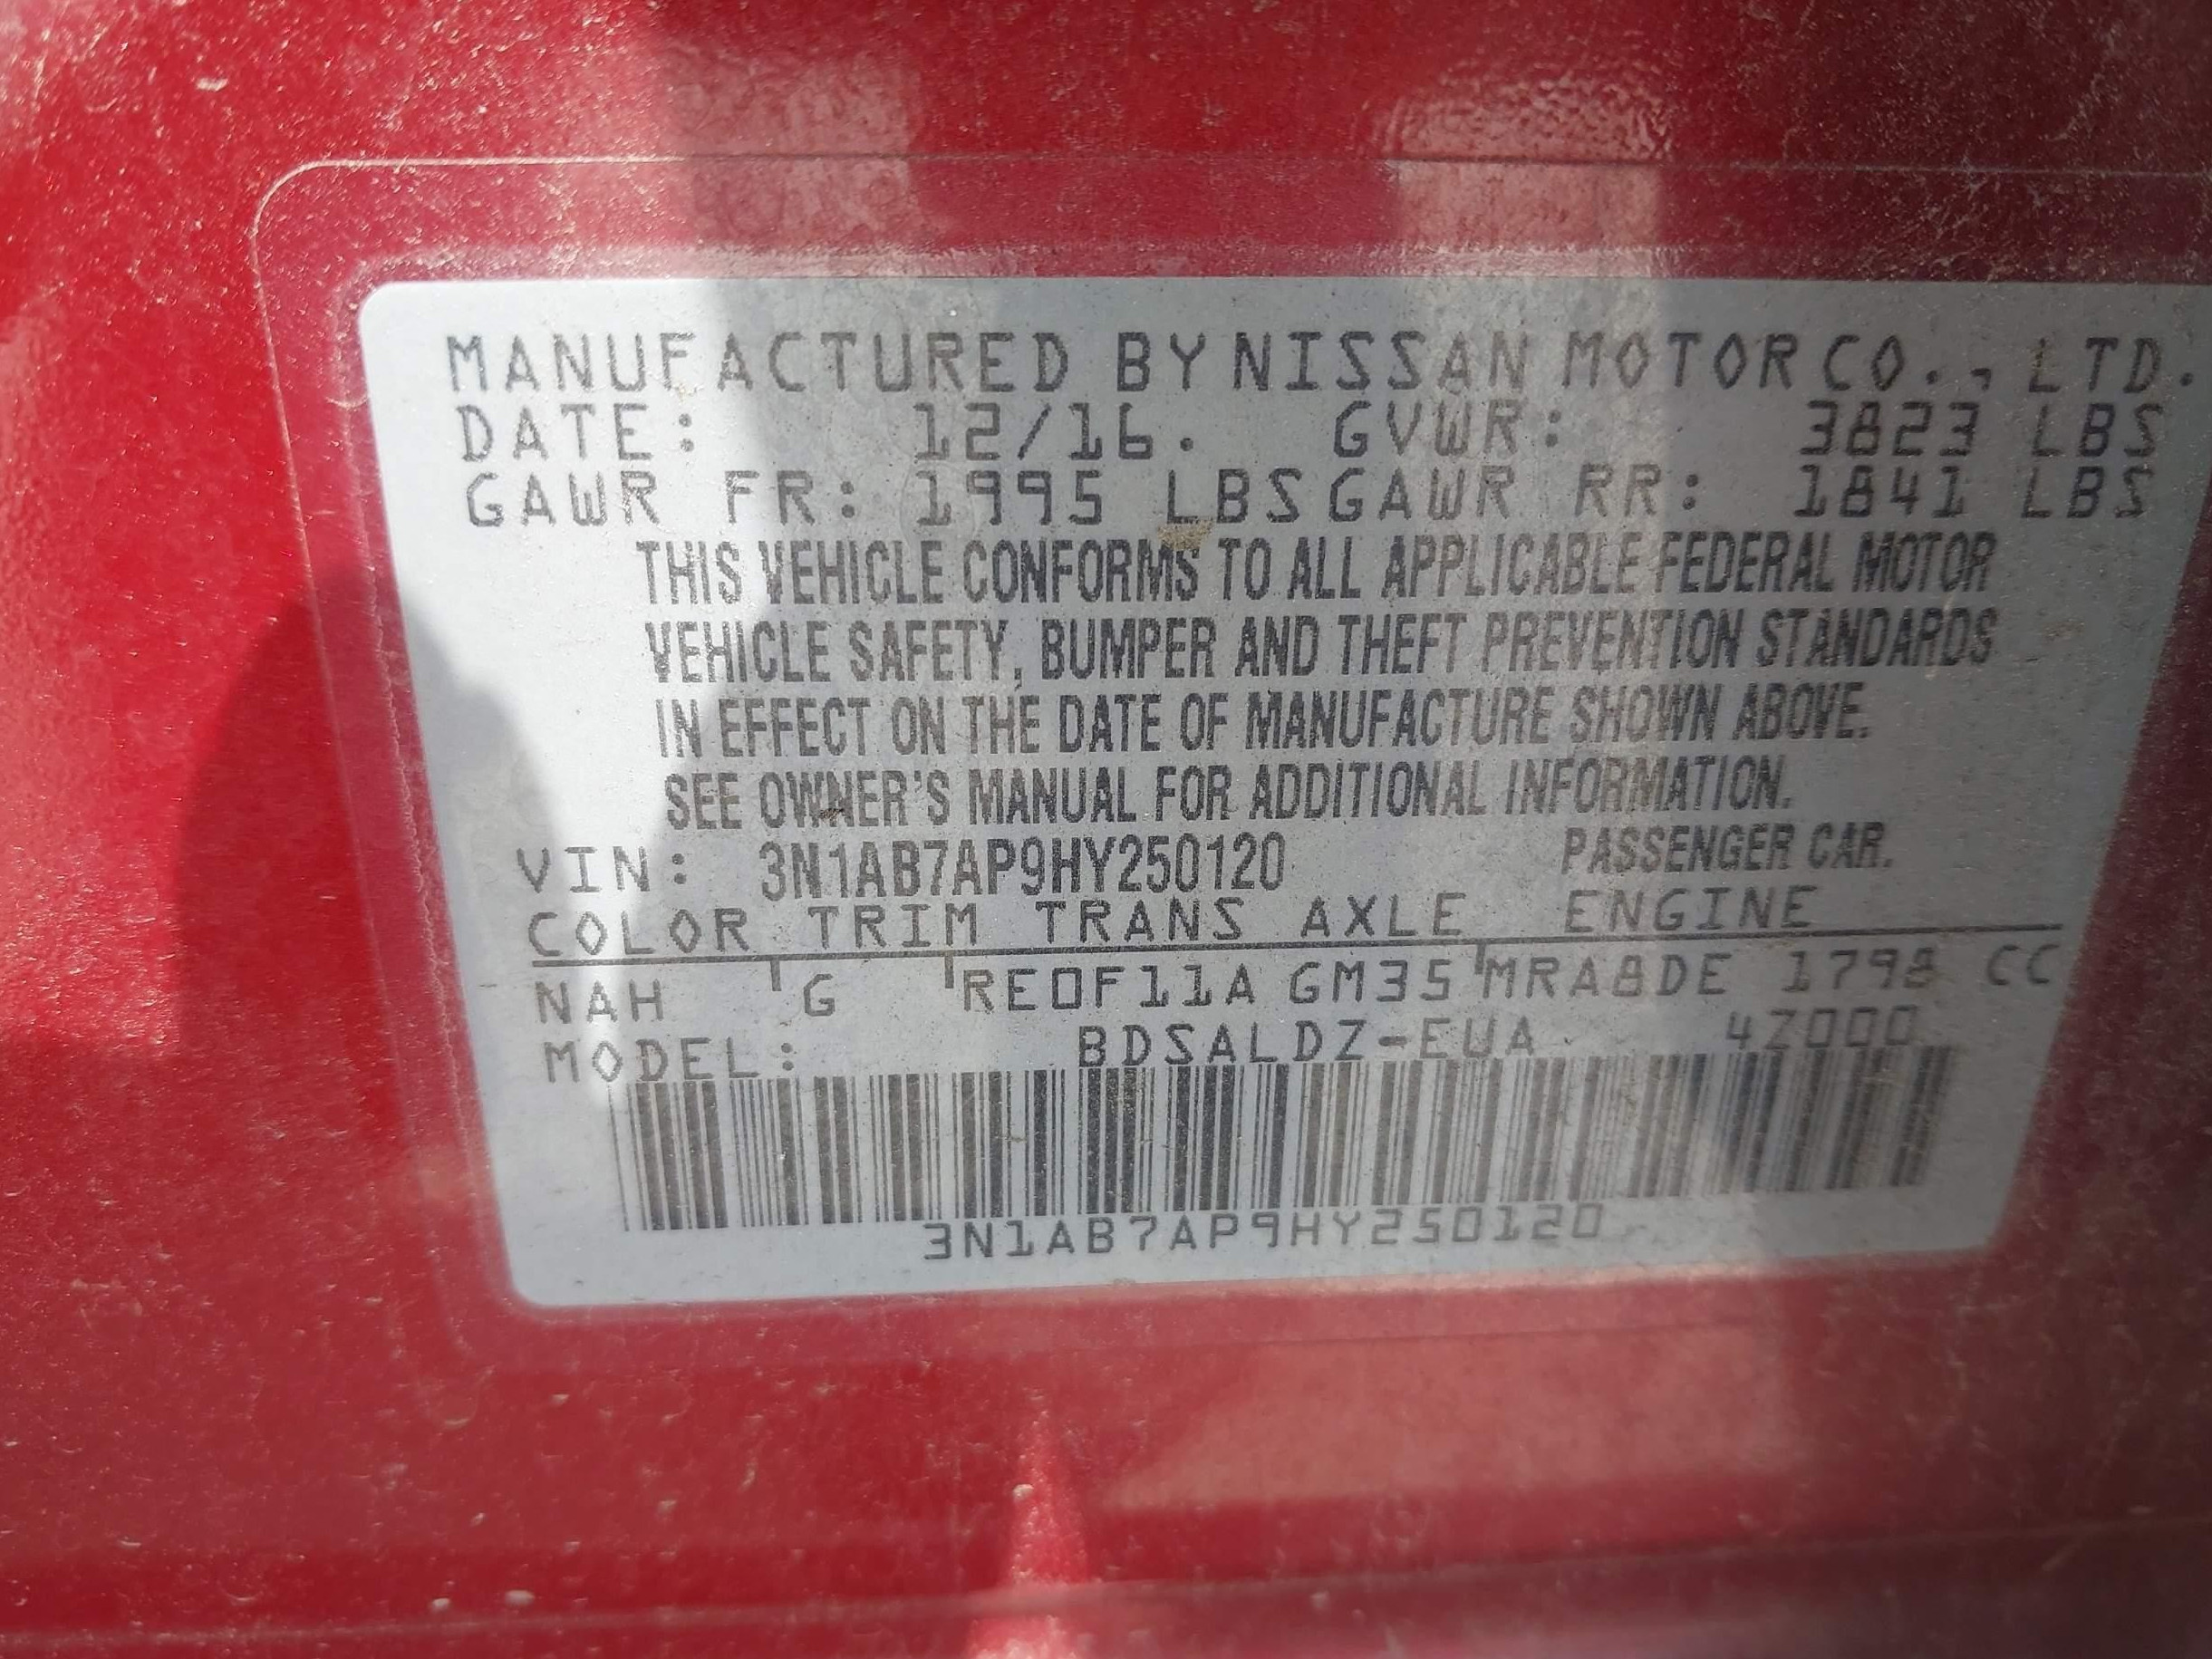 MANUFACTURED BY NISSAN MOTOR CO., LTD.
DATE: 12/16. GVWR: 3823 LBS
GAWR FR: 1995 LBS GAWR RR: 1841 LBS
THIS VEHICLE CONFORMS TO ALL APPLICABLE FEDERAL MOTOR
VEHICLE SAFETY, BUMPER AND THEFT PREVENTION STANDARDS
IN EFFECT ON THE DATE OF MANUFACTURE SHOWN ABOVE.
SEE OWNER'S MANUAL FOR ADDITIONAL INFORMATION.
VIN: 3N1AB7AP9HY250120 PASSENGER CAR.
COLOR TRIM TRANS AXLE ENGINE
NAH G RE0F11A GM35 MRA8DE 1798 CC
MODEL: BDSALDZ-EUA 4Z000
3N1AB7AP9HY250120